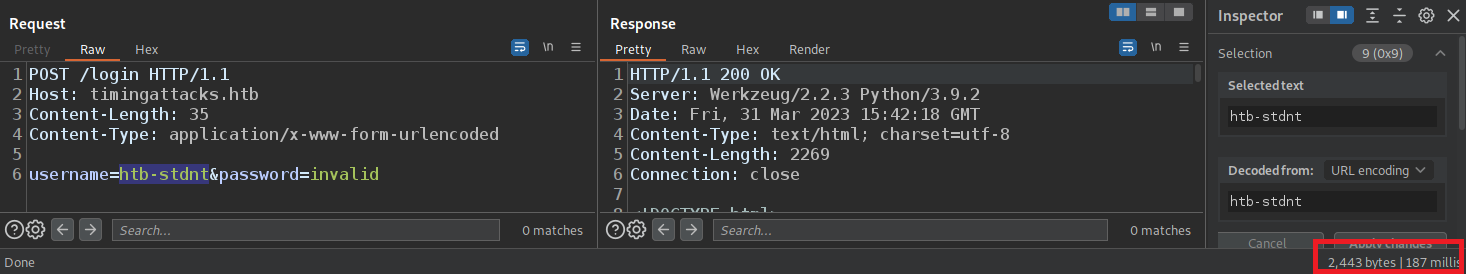 Request
Pretty Raw Hex
\n
1 POST /login HTTP/1.1
2 Host: timingattacks.htb
3 Content-Length: 35
4 Content-Type: application/x-www-form-urlencoded
5
6 username=htb-stdnt&password=invalid
Search...
0 matches
Response
Pretty Raw Hex Render
\n
1 HTTP/1.1 200 OK
2 Server: Werkzeug/2.2.3 Python/3.9.2
3 Date: Fri, 31 Mar 2023 15:42:18 GMT
4 Content-Type: text/html; charset=utf-8
5 Content-Length: 2269
6 Connection: close
7
8 <!DOCTYPE html>
Search...
0 matches
Inspector
Selection 9 (0x9)
Selected text
htb-stdnt
Decoded from: URL encoding
htb-stdnt
Cancel Apply changes
Done
2,443 bytes | 187 millis